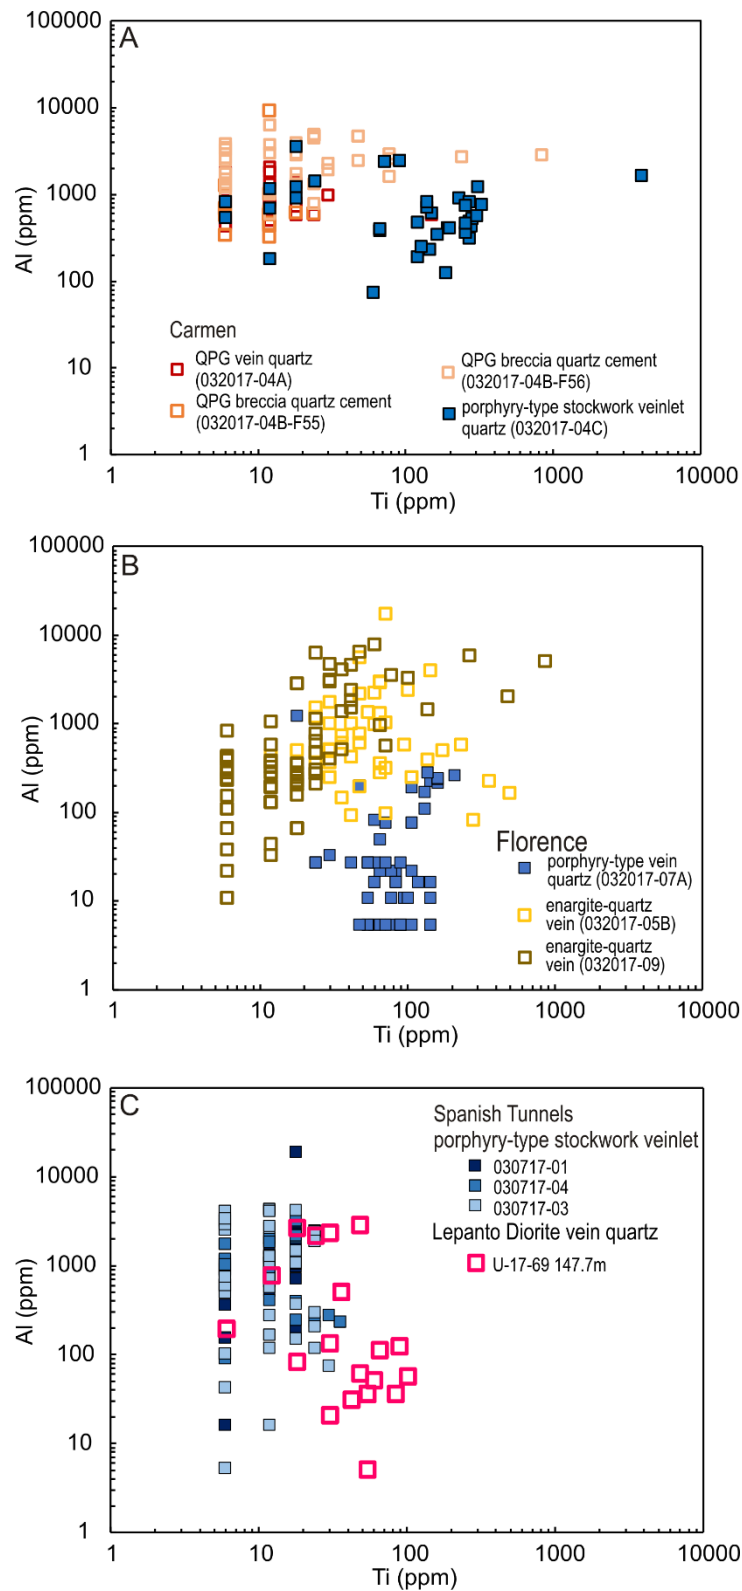 A
100000
10000
1000
100
10
1
Al (ppm)
Carmen
QPG vein quartz
(032017-04A)
QPG breccia quartz cement
(032017-04B-F55)
QPG breccia quartz cement
(032017-04B-F56)
porphyry-type stockwork veinlet
quartz (032017-04C)
1
10
100
1000
10000
Ti (ppm)
B
100000
10000
1000
100
10
1
Al (ppm)
Florence
porphyry-type vein
quartz (032017-07A)
enargite-quartz
vein (032017-05B)
enargite-quartz
vein (032017-09)
1
10
100
1000
10000
Ti (ppm)
C
100000
10000
1000
100
10
1
Al (ppm)
Spanish Tunnels
porphyry-type stockwork veinlet
030717-01
030717-04
030717-03
Lepanto Diorite vein quartz
U-17-69 147.7m
1
10
100
1000
10000
Ti (ppm)